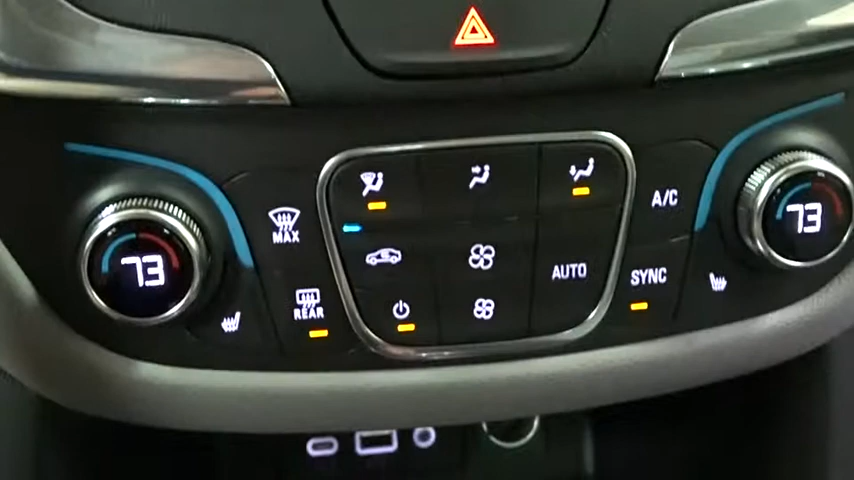 MAX
A/C
73
73
REAR
AUTO
SYNC